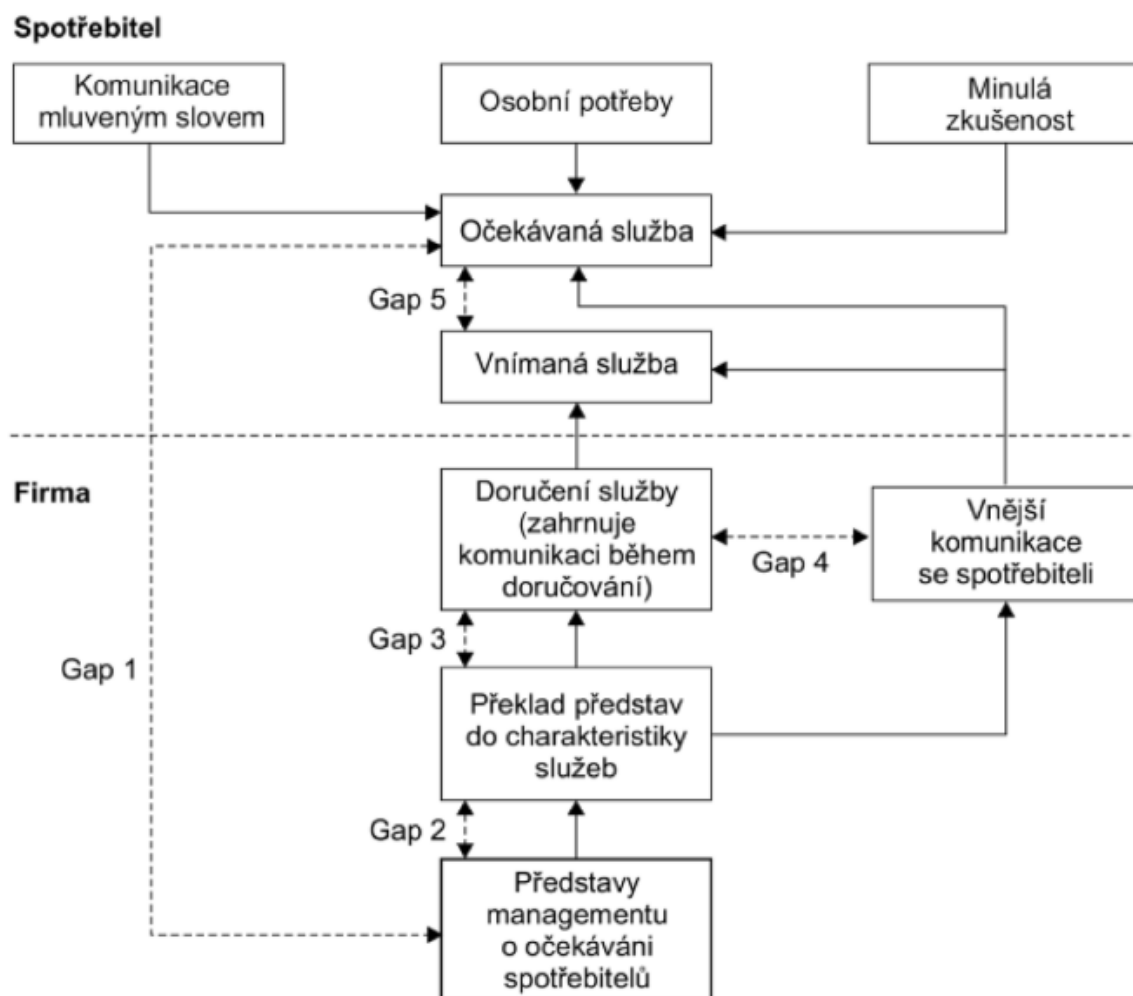 Spotřebitel
Komunikace
mluveným slovem
Osobní potřeby
Minulá
zkušenost
Očekávaná služba
Gap 5
Vnímaná služba
Firma
Doručení služby
(zahrnuje
komunikaci během
doručování)
Gap 4
Vnější
komunikace
se spotřebiteli
Gap 3
Gap 1
Překlad představ
do charakteristiky
služeb
Gap 2
Představy
managementu
o očekáváni
spotřebitelů